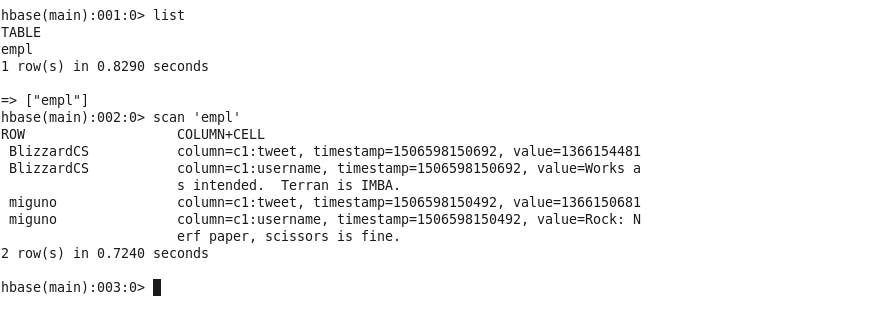 hbase(main):001:0> list
TABLE
empl
1 row(s) in 0.8290 seconds
=> ["empl"]
hbase(main):002:0> scan 'empl'
ROW                   COLUMN+CELL
 BlizzardCS           column=c1:tweet, timestamp=1506598150692, value=1366154481
 BlizzardCS           column=c1:username, timestamp=1506598150692, value=Works a
                      s intended.  Terran is IMBA.
 miguno               column=c1:tweet, timestamp=1506598150492, value=1366150681
 miguno               column=c1:username, timestamp=1506598150492, value=Rock: N
                      erf paper, scissors is fine.
2 row(s) in 0.7240 seconds
hbase(main):003:0>